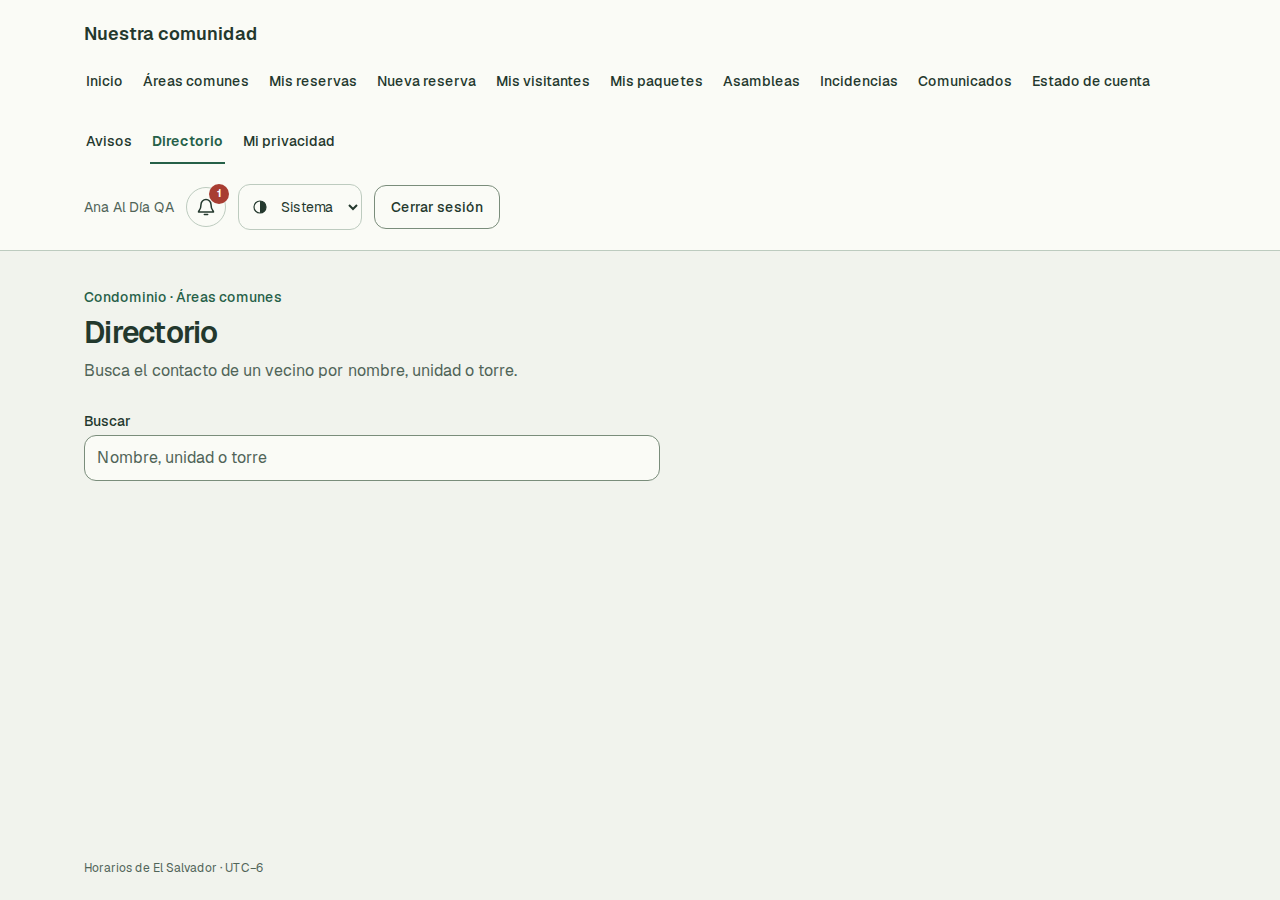 Nuestra comunidad
Inicio Áreas comunes Mis reservas Nueva reserva Mis visitantes Mis paquetes Asambleas Incidencias Comunicados Estado de cuenta
Avisos Directorio Mi privacidad
Ana Al Día QA 1 Sistema Cerrar sesión
Condominio · Áreas comunes
Directorio
Busca el contacto de un vecino por nombre, unidad o torre.
Buscar
Nombre, unidad o torre
Horarios de El Salvador · UTC−6